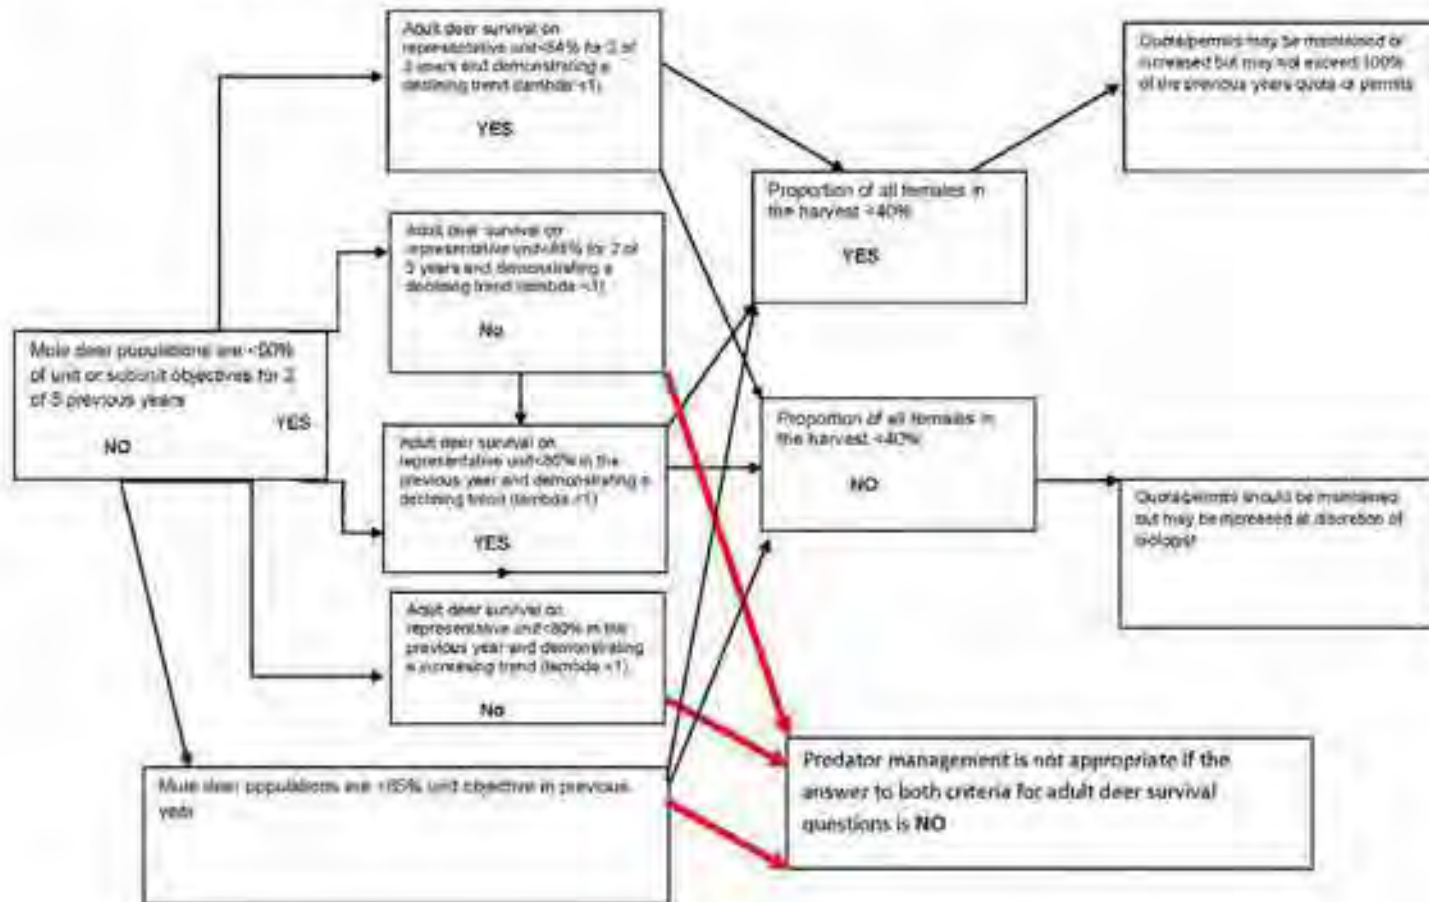 Adult deer survival on
representative unit<84% for 2 of
3 years and demonstrating a
declining trend (lambda <1)
YES
Adult deer survival on
representative for 2 of
3 years and demonstrating a
declining trend (lambda <1)
No
Mule deer populations are
of unit or subunit objectives for 2
of 3 previous years
YES
NO
Adult deer survival on
representative unit<80% in the
previous year and demonstrating a
declining trend (lambda <1)
YES
Adult deer survival on
representative unit<80% in the
previous year and demonstrating
a increasing trend (lambda <1).
No
Mule deer populations are unit objective in previous
year
Proportion of all females in
the harvest
YES
Proportion of all females in
the harvest
NO
Quota/permits may be maintained or
increased but may not exceed 100%
of the previous years quota or permits
Quota/permits should be maintained
but may be increased at discretion of
biologist
Predator management is not appropriate if the
answer to both criteria for adult deer survival
questions is NO